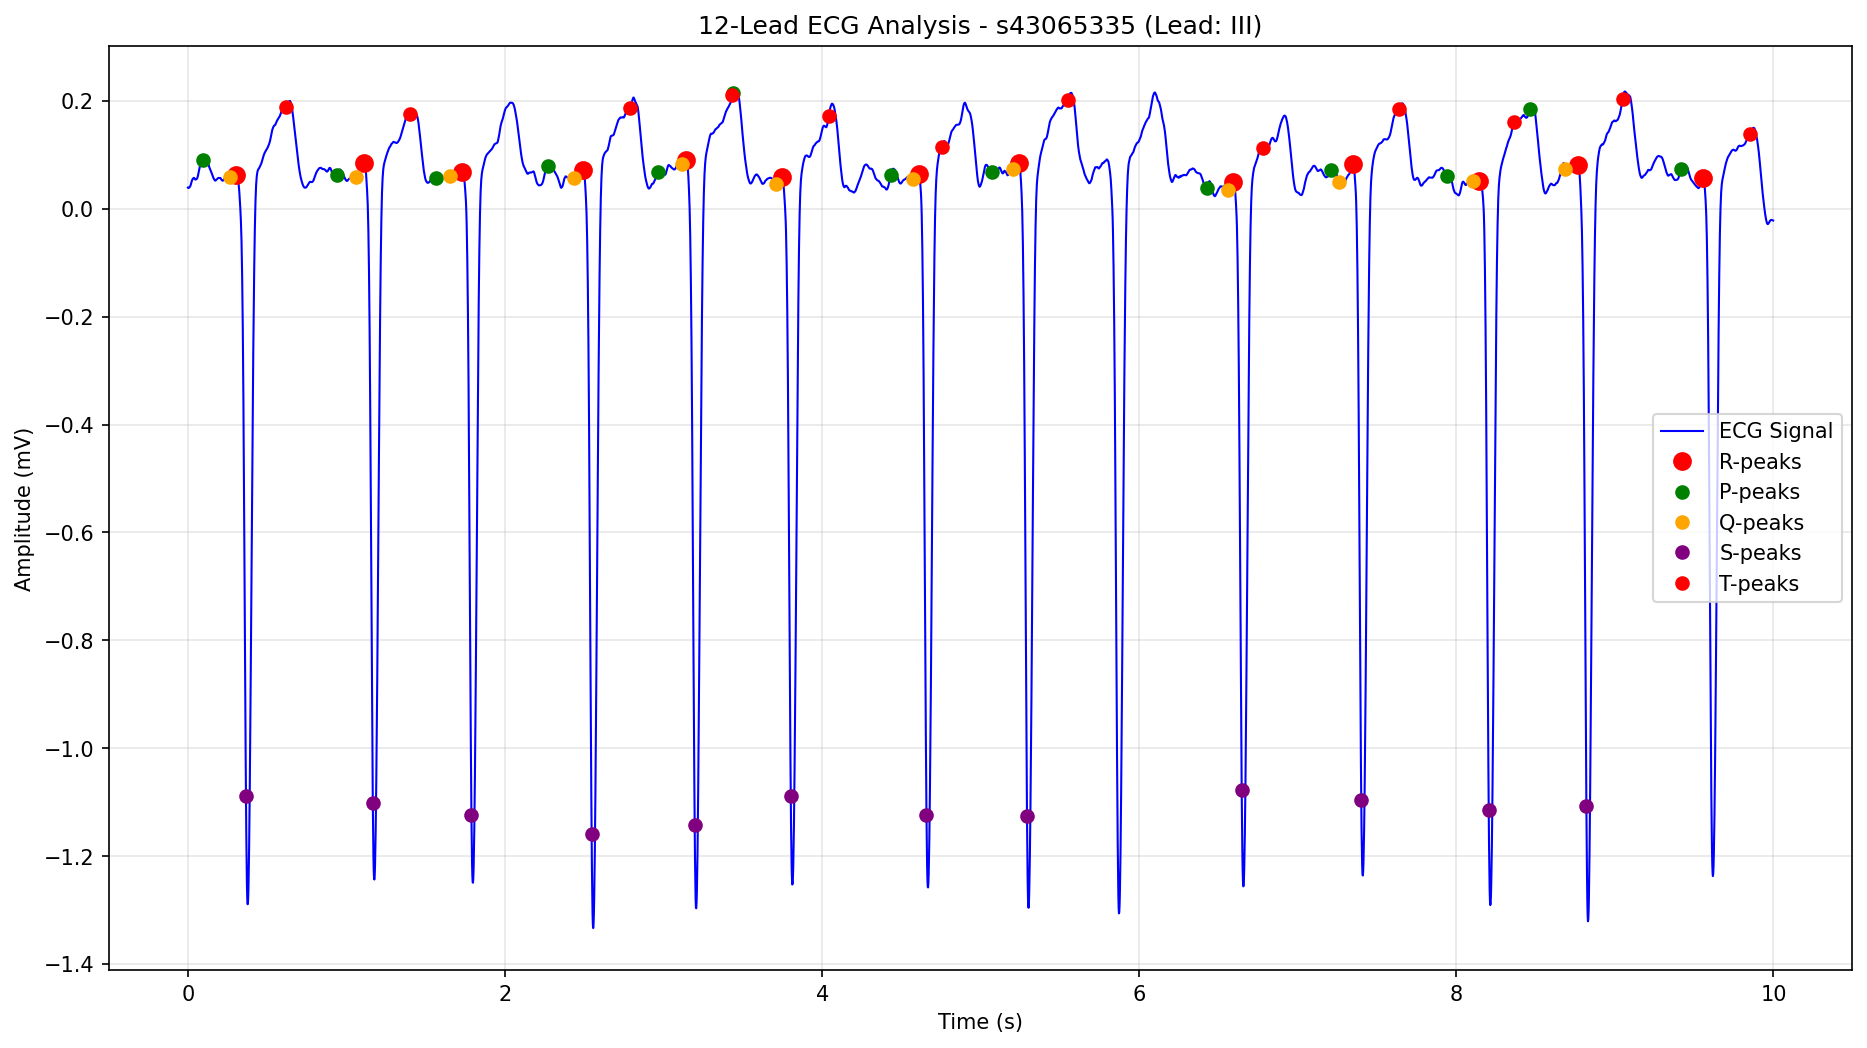 12-Lead ECG Analysis - s43065335 (Lead: III)
Amplitude (mV)
0.2
0.0
−0.2
−0.4
−0.6
−0.8
−1.0
−1.2
−1.4
ECG Signal
R-peaks
P-peaks
Q-peaks
S-peaks
T-peaks
0 2 4 6 8 10
Time (s)